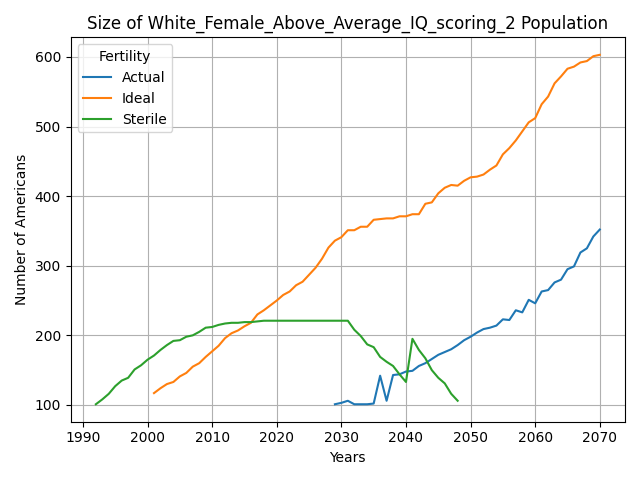 Size of White_Female_Above_Average_IQ_scoring_2 Population
Fertility
Actual
Ideal
Sterile
Number of Americans
600
500
400
300
200
100
1990 2000 2010 2020 2030 2040 2050 2060 2070
Years